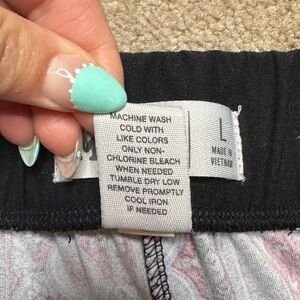 MACHINE WASH
COLD WITH
LIKE COLORS
ONLY NON-
CHLORINE BLEACH
WHEN NEEDED
TUMBLE DRY LOW
REMOVE PROMPTLY
COOL IRON
IF NEEDED
L
MADE IN
VIETNAM